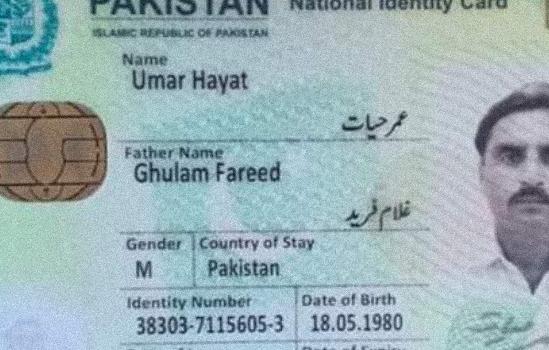 PAKISTAN National Identity Card
ISLAMIC REPUBLIC OF PAKISTAN
Name
Umar Hayat
عمر حیات
Father Name
Ghulam Fareed
غلام فرید
Gender Country of Stay
M Pakistan
Identity Number Date of Birth
38303-7115605-3 18.05.1980